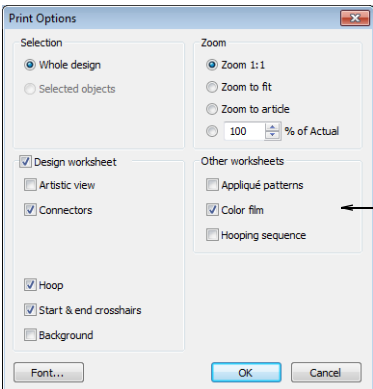 Print Options
Selection
Whole design
Selected objects
Zoom
Zoom 1:1
Zoom to fit
Zoom to article
100 % of Actual
Design worksheet
Artistic view
Connectors
Hoop
Start & end crosshairs
Background
Other worksheets
Appliqué patterns
Color film
Hooping sequence
Font...
OK
Cancel